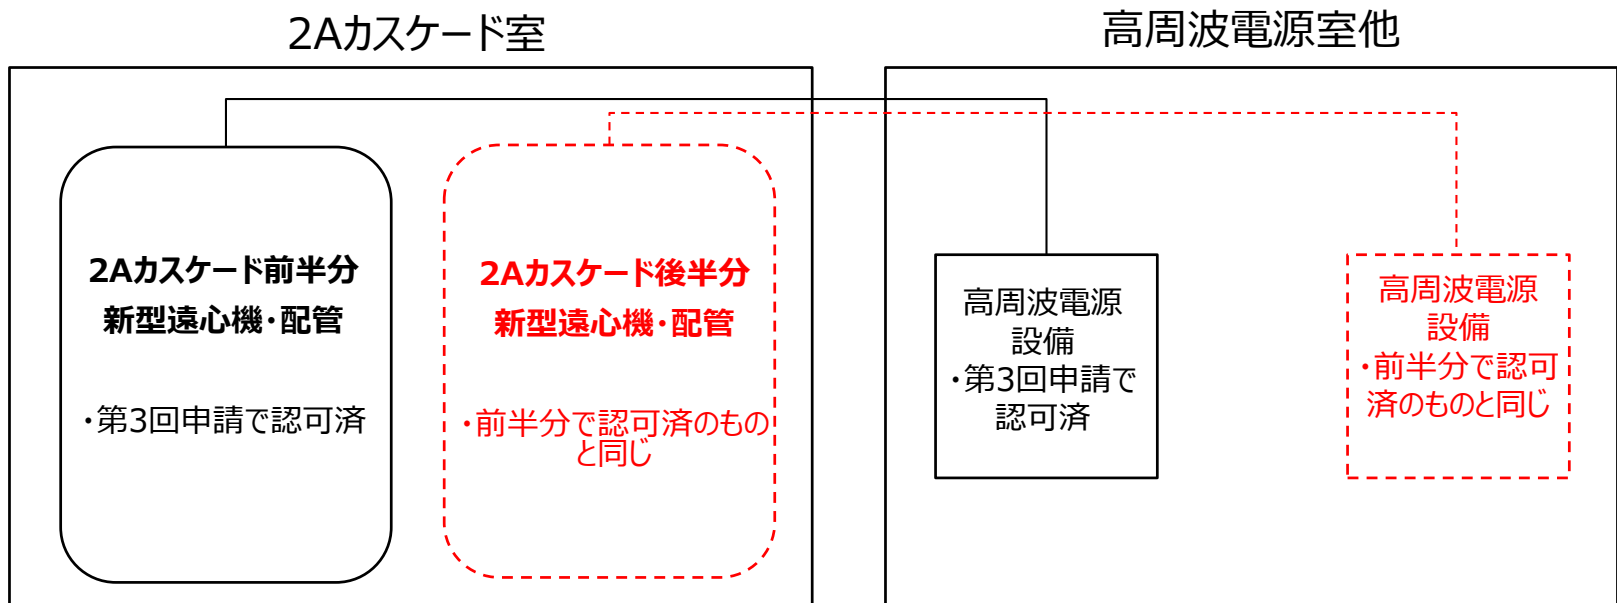 2Aカスケード室
高周波電源室他
2Aカスケード前半分
新型遠心機・配管
・第3回申請で認可済
2Aカスケード後半分
新型遠心機・配管
・前半分で認可済のもの
と同じ
高周波電源
設備
・第3回申請で
認可済
高周波電源
設備
・前半分で認可
済のものと同じ